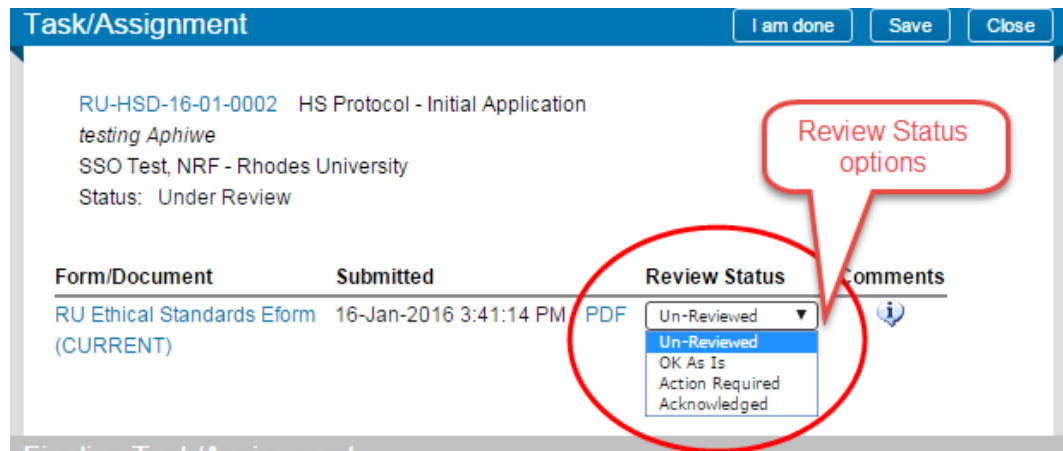 Task/Assignment I am done Save Close
RU-HSD-16-01-0002 HS Protocol - Initial Application
testing Aphiwe
SSO Test, NRF - Rhodes University
Status: Under Review
Review Status
options
Form/Document Submitted Review Status Comments
RU Ethical Standards Eform 16-Jan-2016 3:41:14 PM PDF Un-Reviewed
(CURRENT)
Un-Reviewed
OK As Is
Action Required
Acknowledged